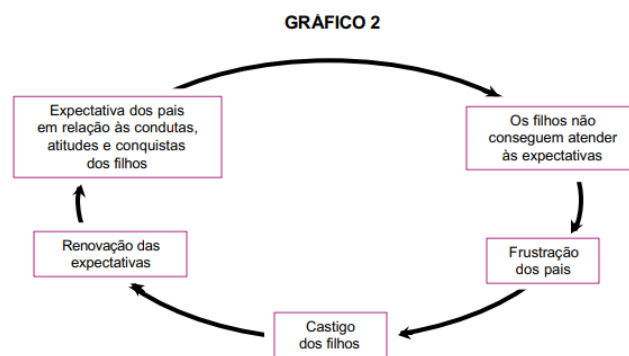 GRÁFICO 2
Expectativa dos pais
em relação às condutas,
atitudes e conquistas
dos filhos
Os filhos não
conseguem atender
às expectativas
Frustração
dos pais
Castigo
dos filhos
Renovação das
expectativas